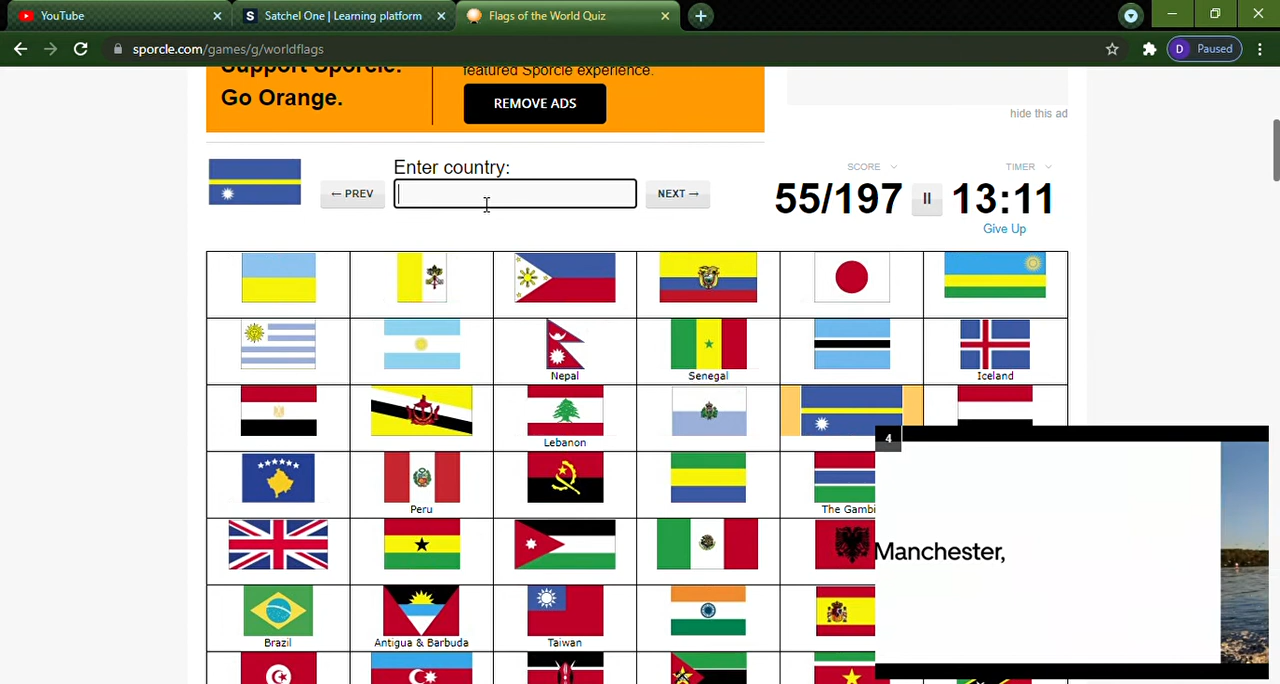 YouTube
Satchel One | Learning platform
Flags of the World Quiz
sporcle.com/games/g/worldflags
D Paused
Support Sporcle.
Go Orange.
featured Sporcle experience.
REMOVE ADS
hide this ad
← PREV
Enter country:
NEXT →
SCORE
55/197
TIMER
13:11
Give Up
Nepal
Senegal
Iceland
Lebanon
4
Peru
The Gambi
Manchester,
Brazil
Antigua & Barbuda
Taiwan